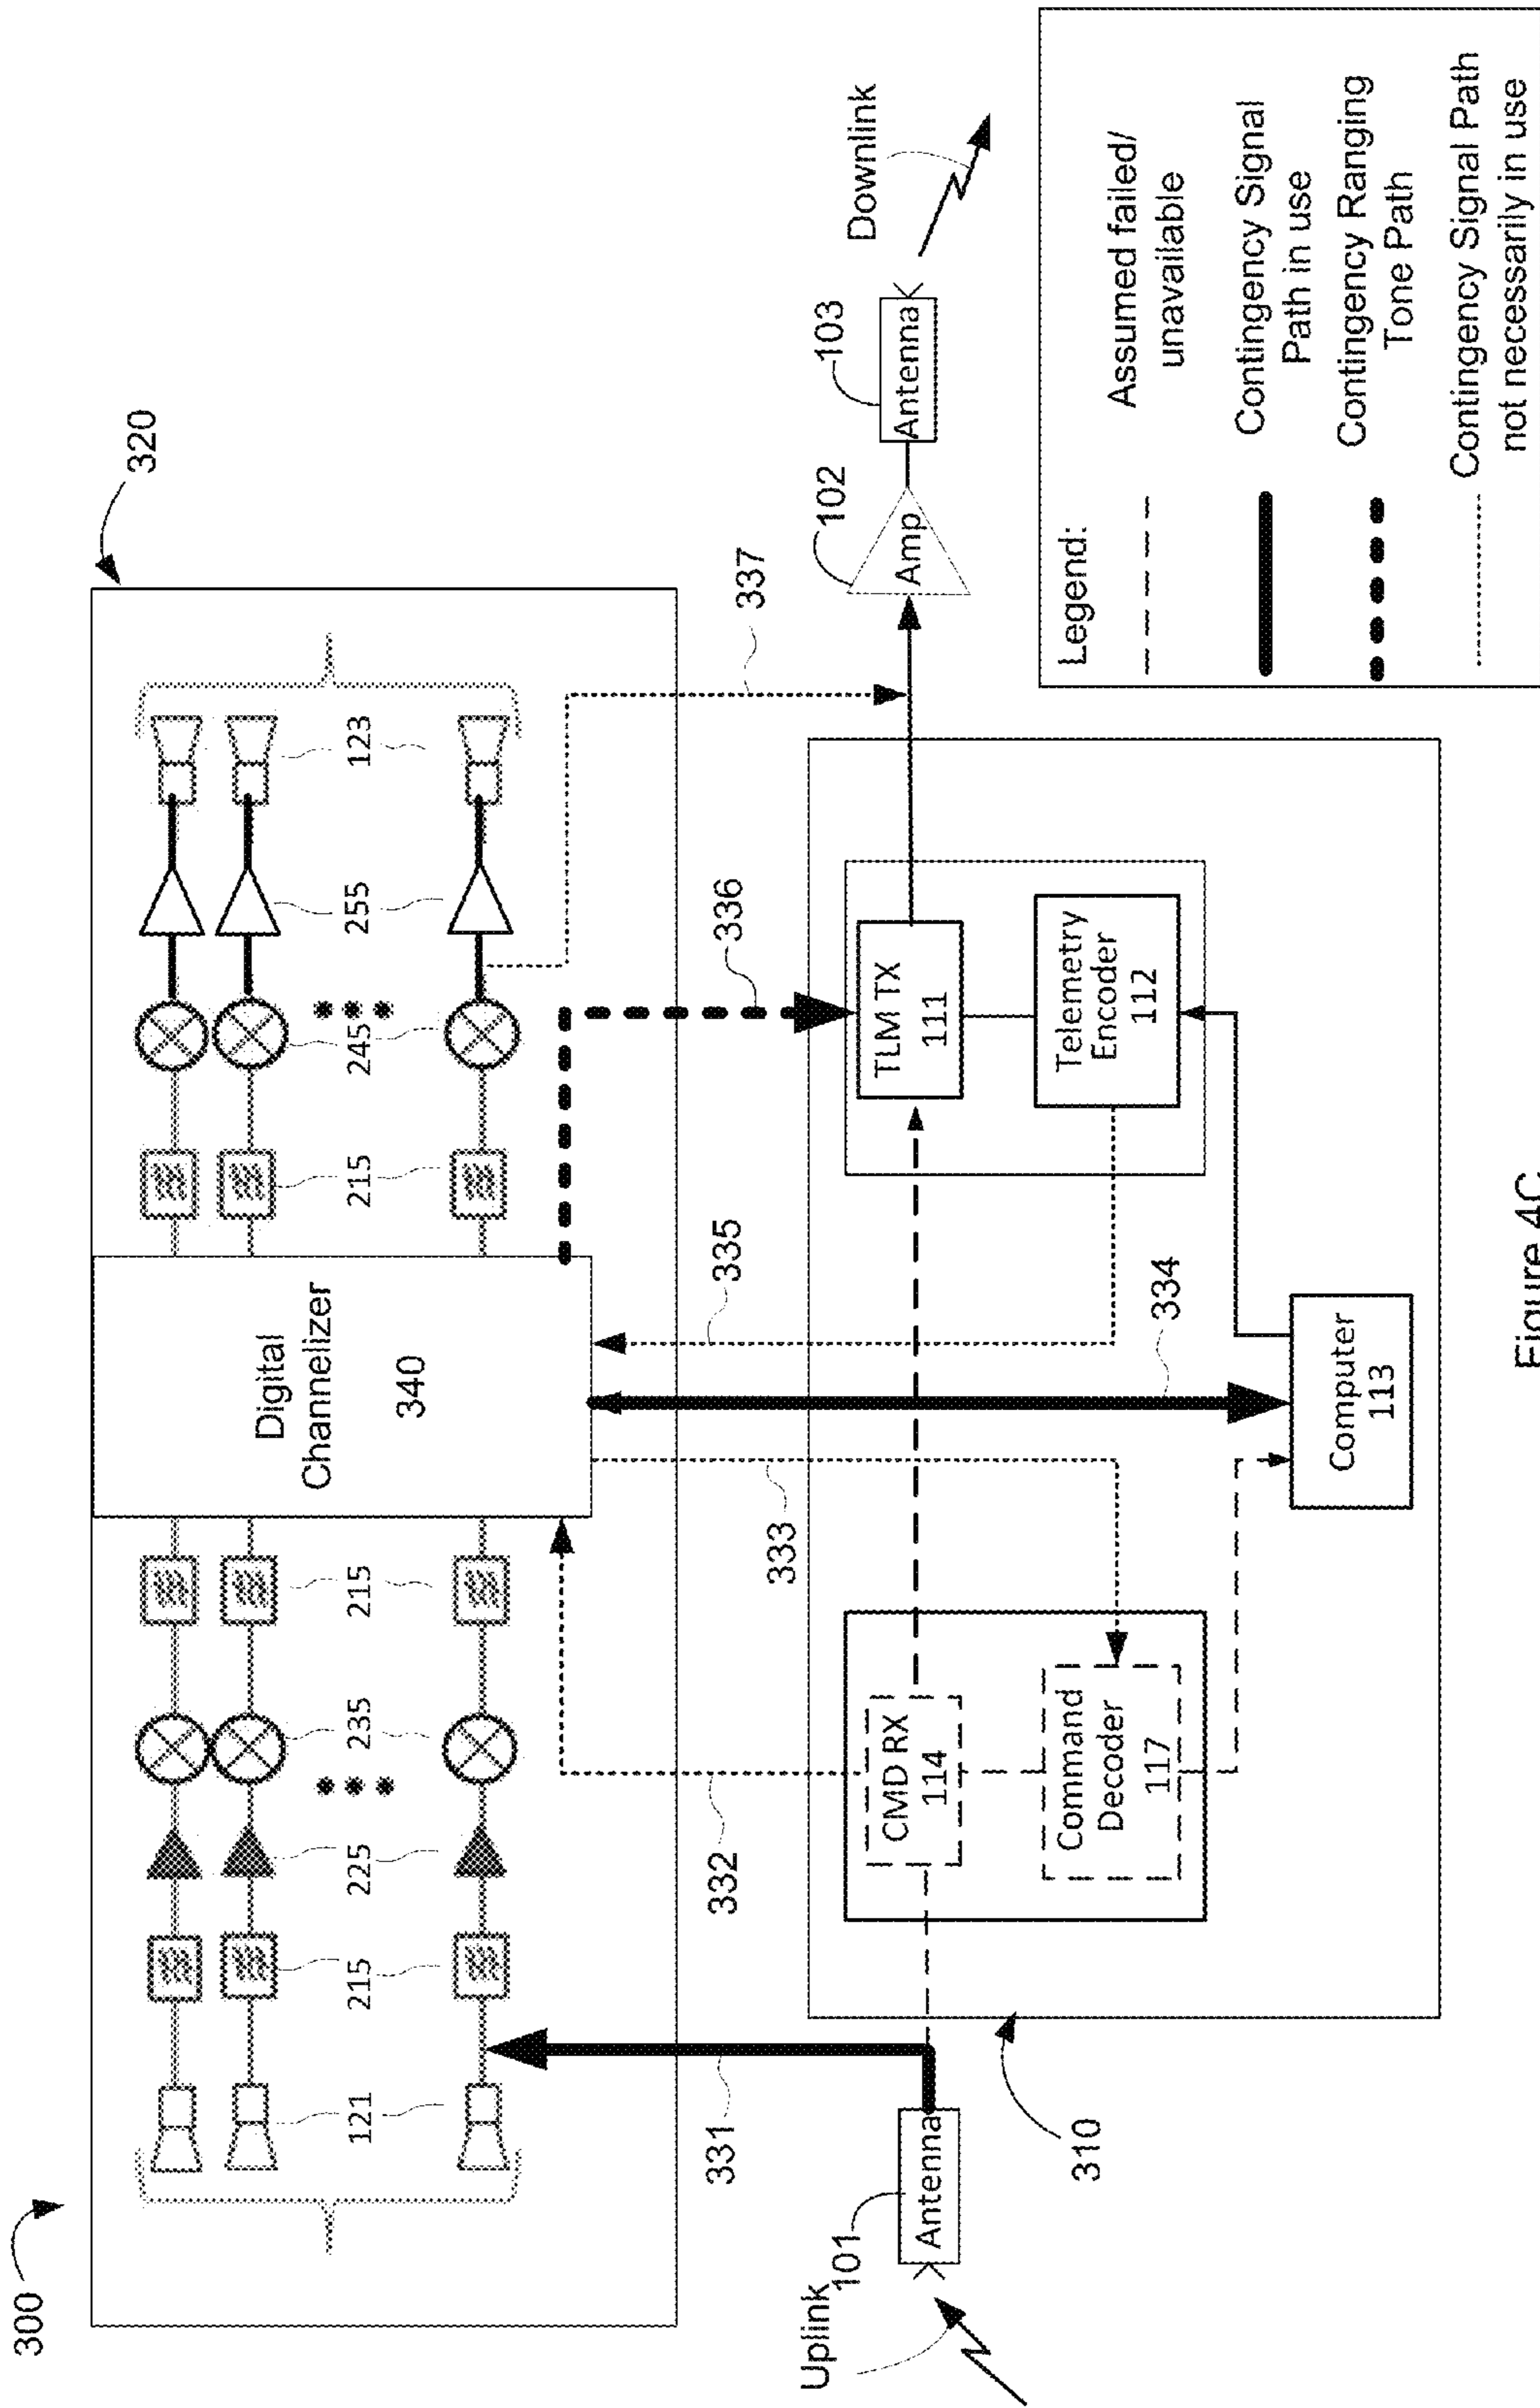 300
320
121
215
225
235
215
Digital
Channelizer
340
215
245
255
123
331
332
333
334
335
336
337
Uplink
101
Antenna
310
CMD RX
114
Command
Decoder
117
Computer
113
TLM TX
111
Telemetry
Encoder
112
102
Amp
103
Antenna
Downlink
Legend:
Assumed failed/
unavailable
Contingency Signal
Path in use
Contingency Ranging
Tone Path
Contingency Signal Path
not necessarily in use
Figure 4C